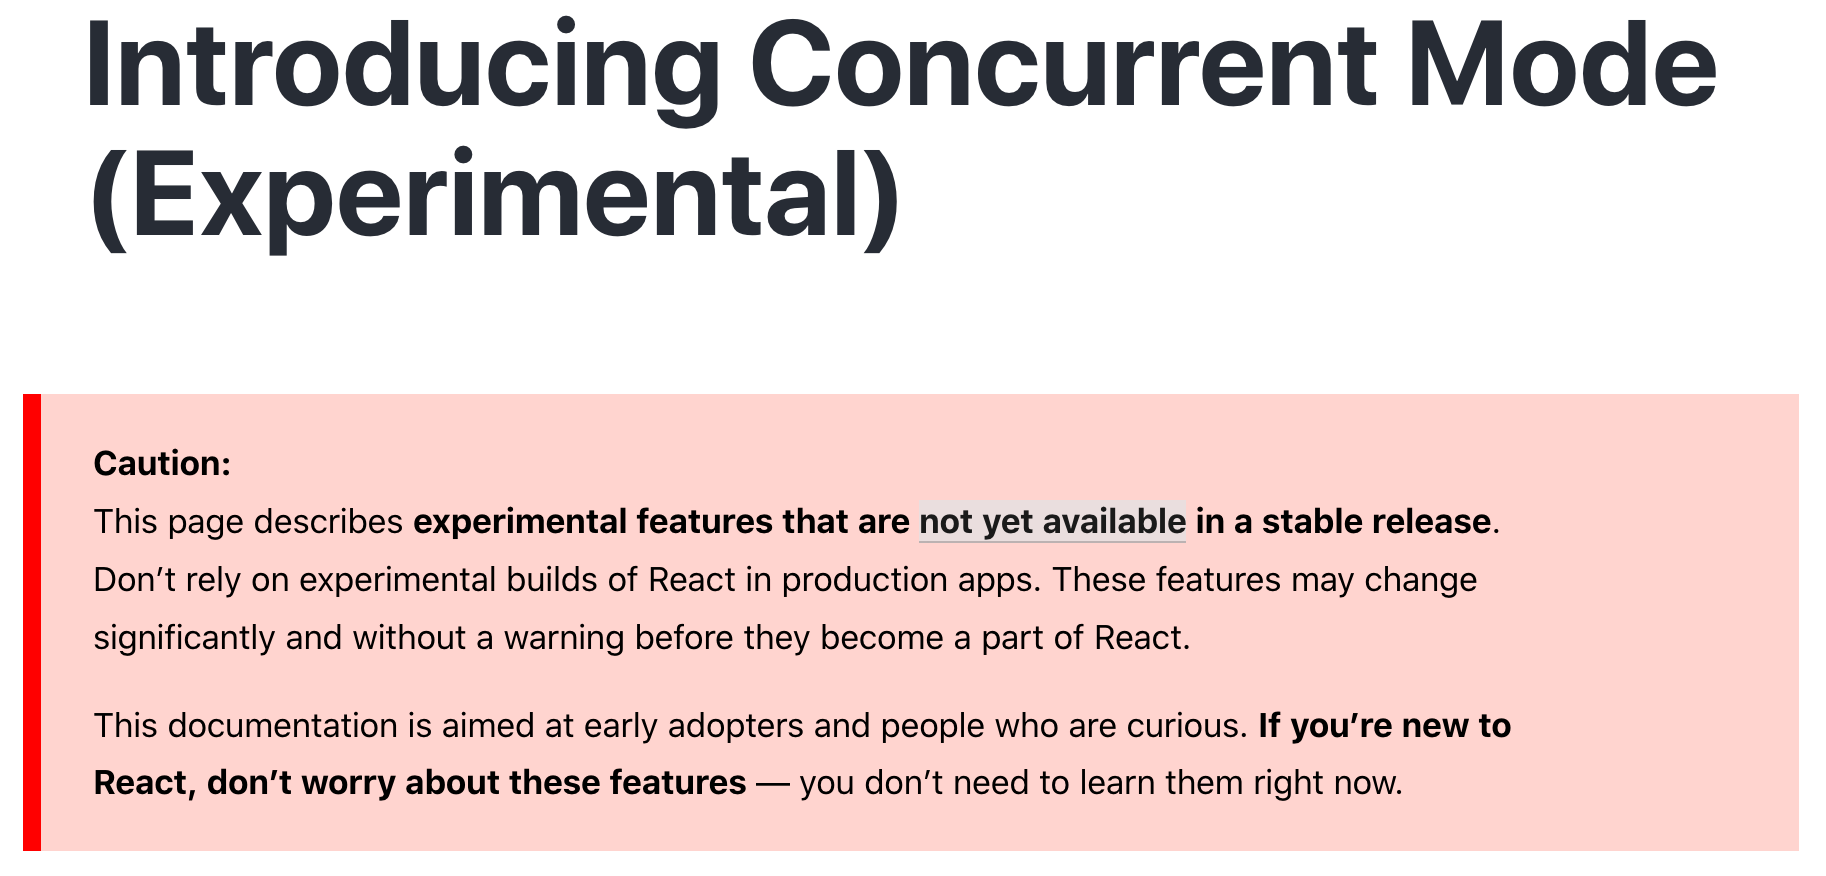 Introducing Concurrent Mode
(Experimental)
Caution:
This page describes experimental features that are not yet available in a stable release.
Don’t rely on experimental builds of React in production apps. These features may change
significantly and without a warning before they become a part of React.
This documentation is aimed at early adopters and people who are curious. If you’re new to
React, don’t worry about these features — you don’t need to learn them right now.